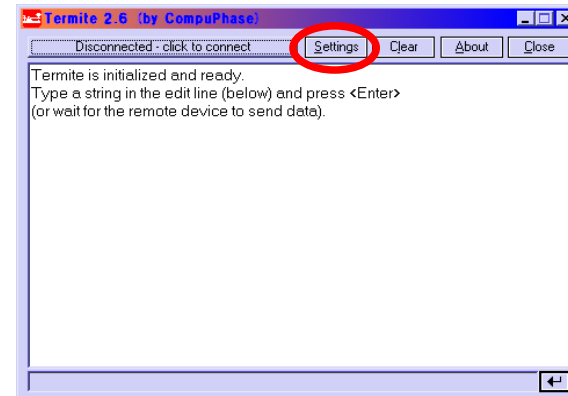 Termite 2.6 (by CompuPhase)
Disconnected - click to connect Settings Clear About Close
Termite is initialized and ready.
Type a string in the edit line (below) and press <Enter>
(or wait for the remote device to send data).